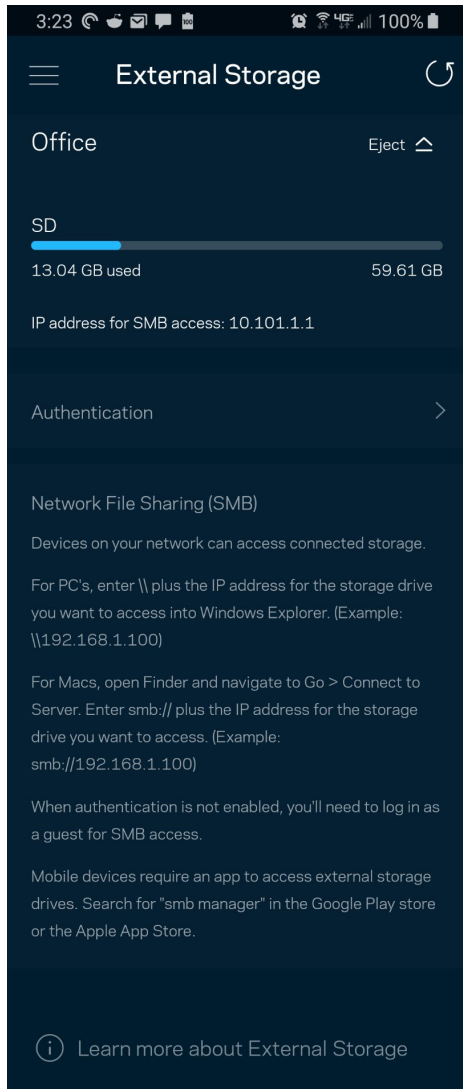 3:23 4GE 100%
External Storage
Office Eject
SD
13.04 GB used 59.61 GB
IP address for SMB access: 10.101.1.1
Authentication
Network File Sharing (SMB)
Devices on your network can access connected storage.
For PC's, enter \\ plus the IP address for the storage drive
you want to access into Windows Explorer. (Example:
\\192.168.1.100)
For Macs, open Finder and navigate to Go > Connect to
Server. Enter smb:// plus the IP address for the storage
drive you want to access. (Example:
smb://192.168.1.100)
When authentication is not enabled, you'll need to log in as
a guest for SMB access.
Mobile devices require an app to access external storage
drives. Search for "smb manager" in the Google Play store
or the Apple App Store.
Learn more about External Storage